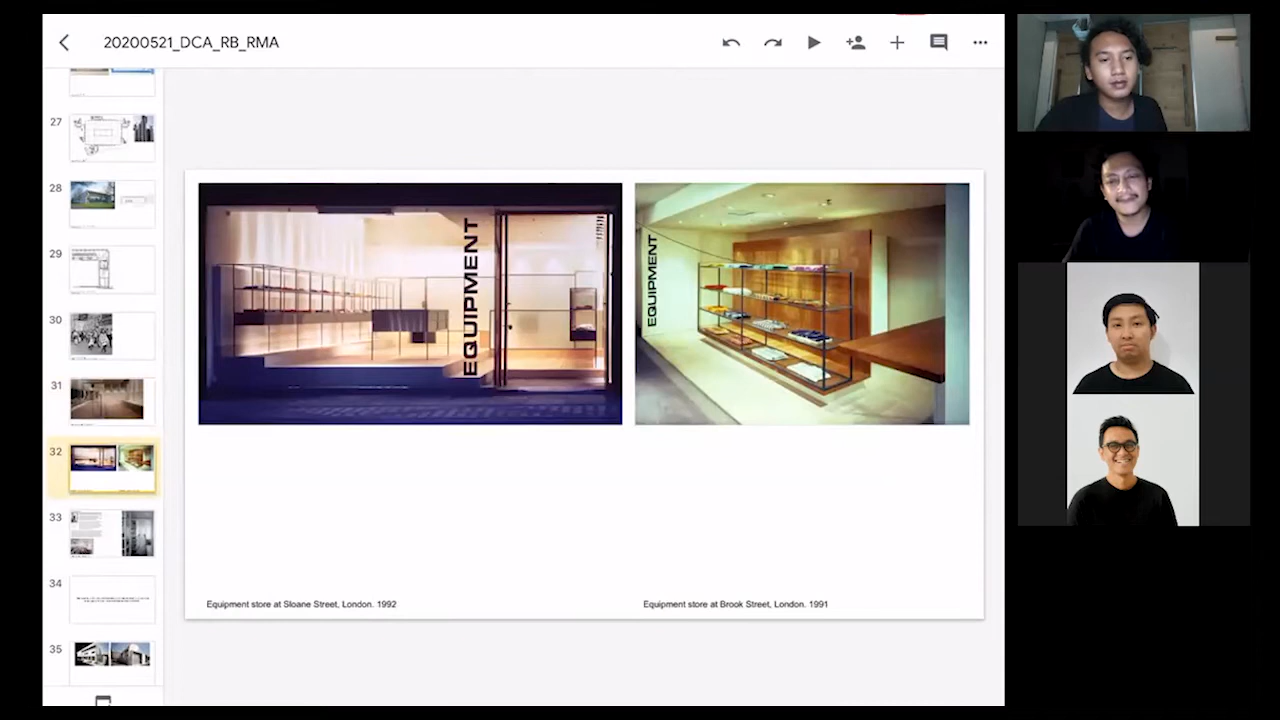 20200521_DCA_RB_RMA
27
28
29
30
31
32
33
34
35
EQUIPMENT
EQUIPMENT
Equipment store at Sloane Street, London. 1992
Equipment store at Brook Street, London. 1991